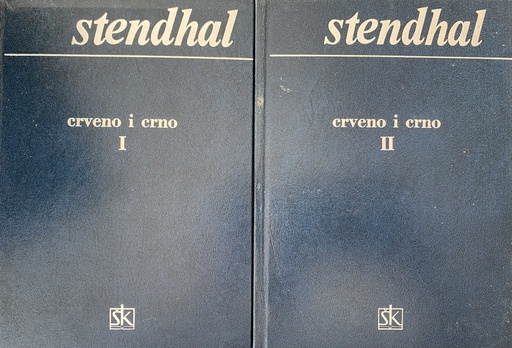 stendhal
crveno i crno
I
sk
stendhal
crveno i crno
II
sk